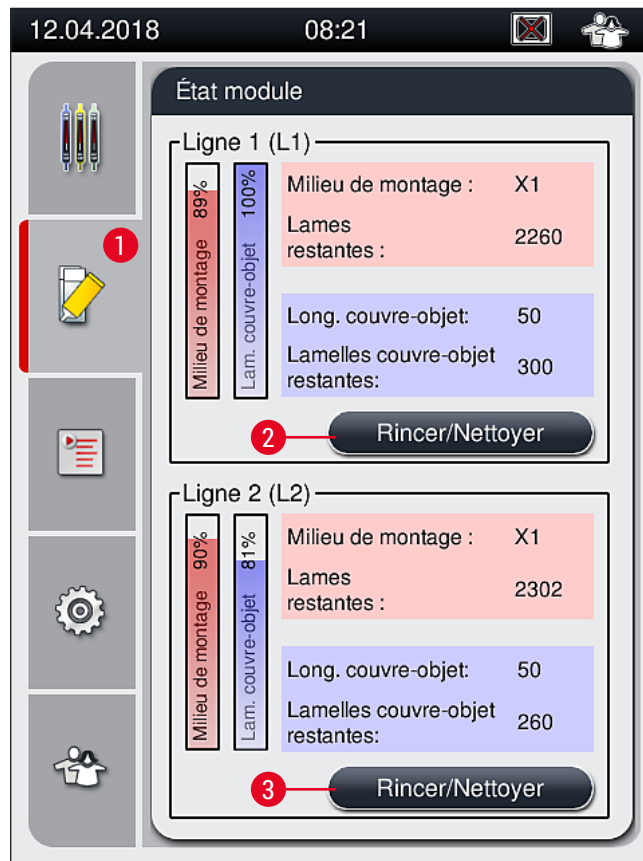 12.04.2018 08:21
État module
1
Ligne 1 (L1)
Milieu de montage 89%
Lam. couvre-objet 100%
Milieu de montage : X1
Lames
restantes : 2260
Long. couvre-objet: 50
Lamelles couvre-objet
restantes: 300
2 Rincer/Nettoyer
Ligne 2 (L2)
Milieu de montage 90%
Lam. couvre-objet 81%
Milieu de montage : X1
Lames
restantes : 2302
Long. couvre-objet: 50
Lamelles couvre-objet
restantes: 260
3 Rincer/Nettoyer